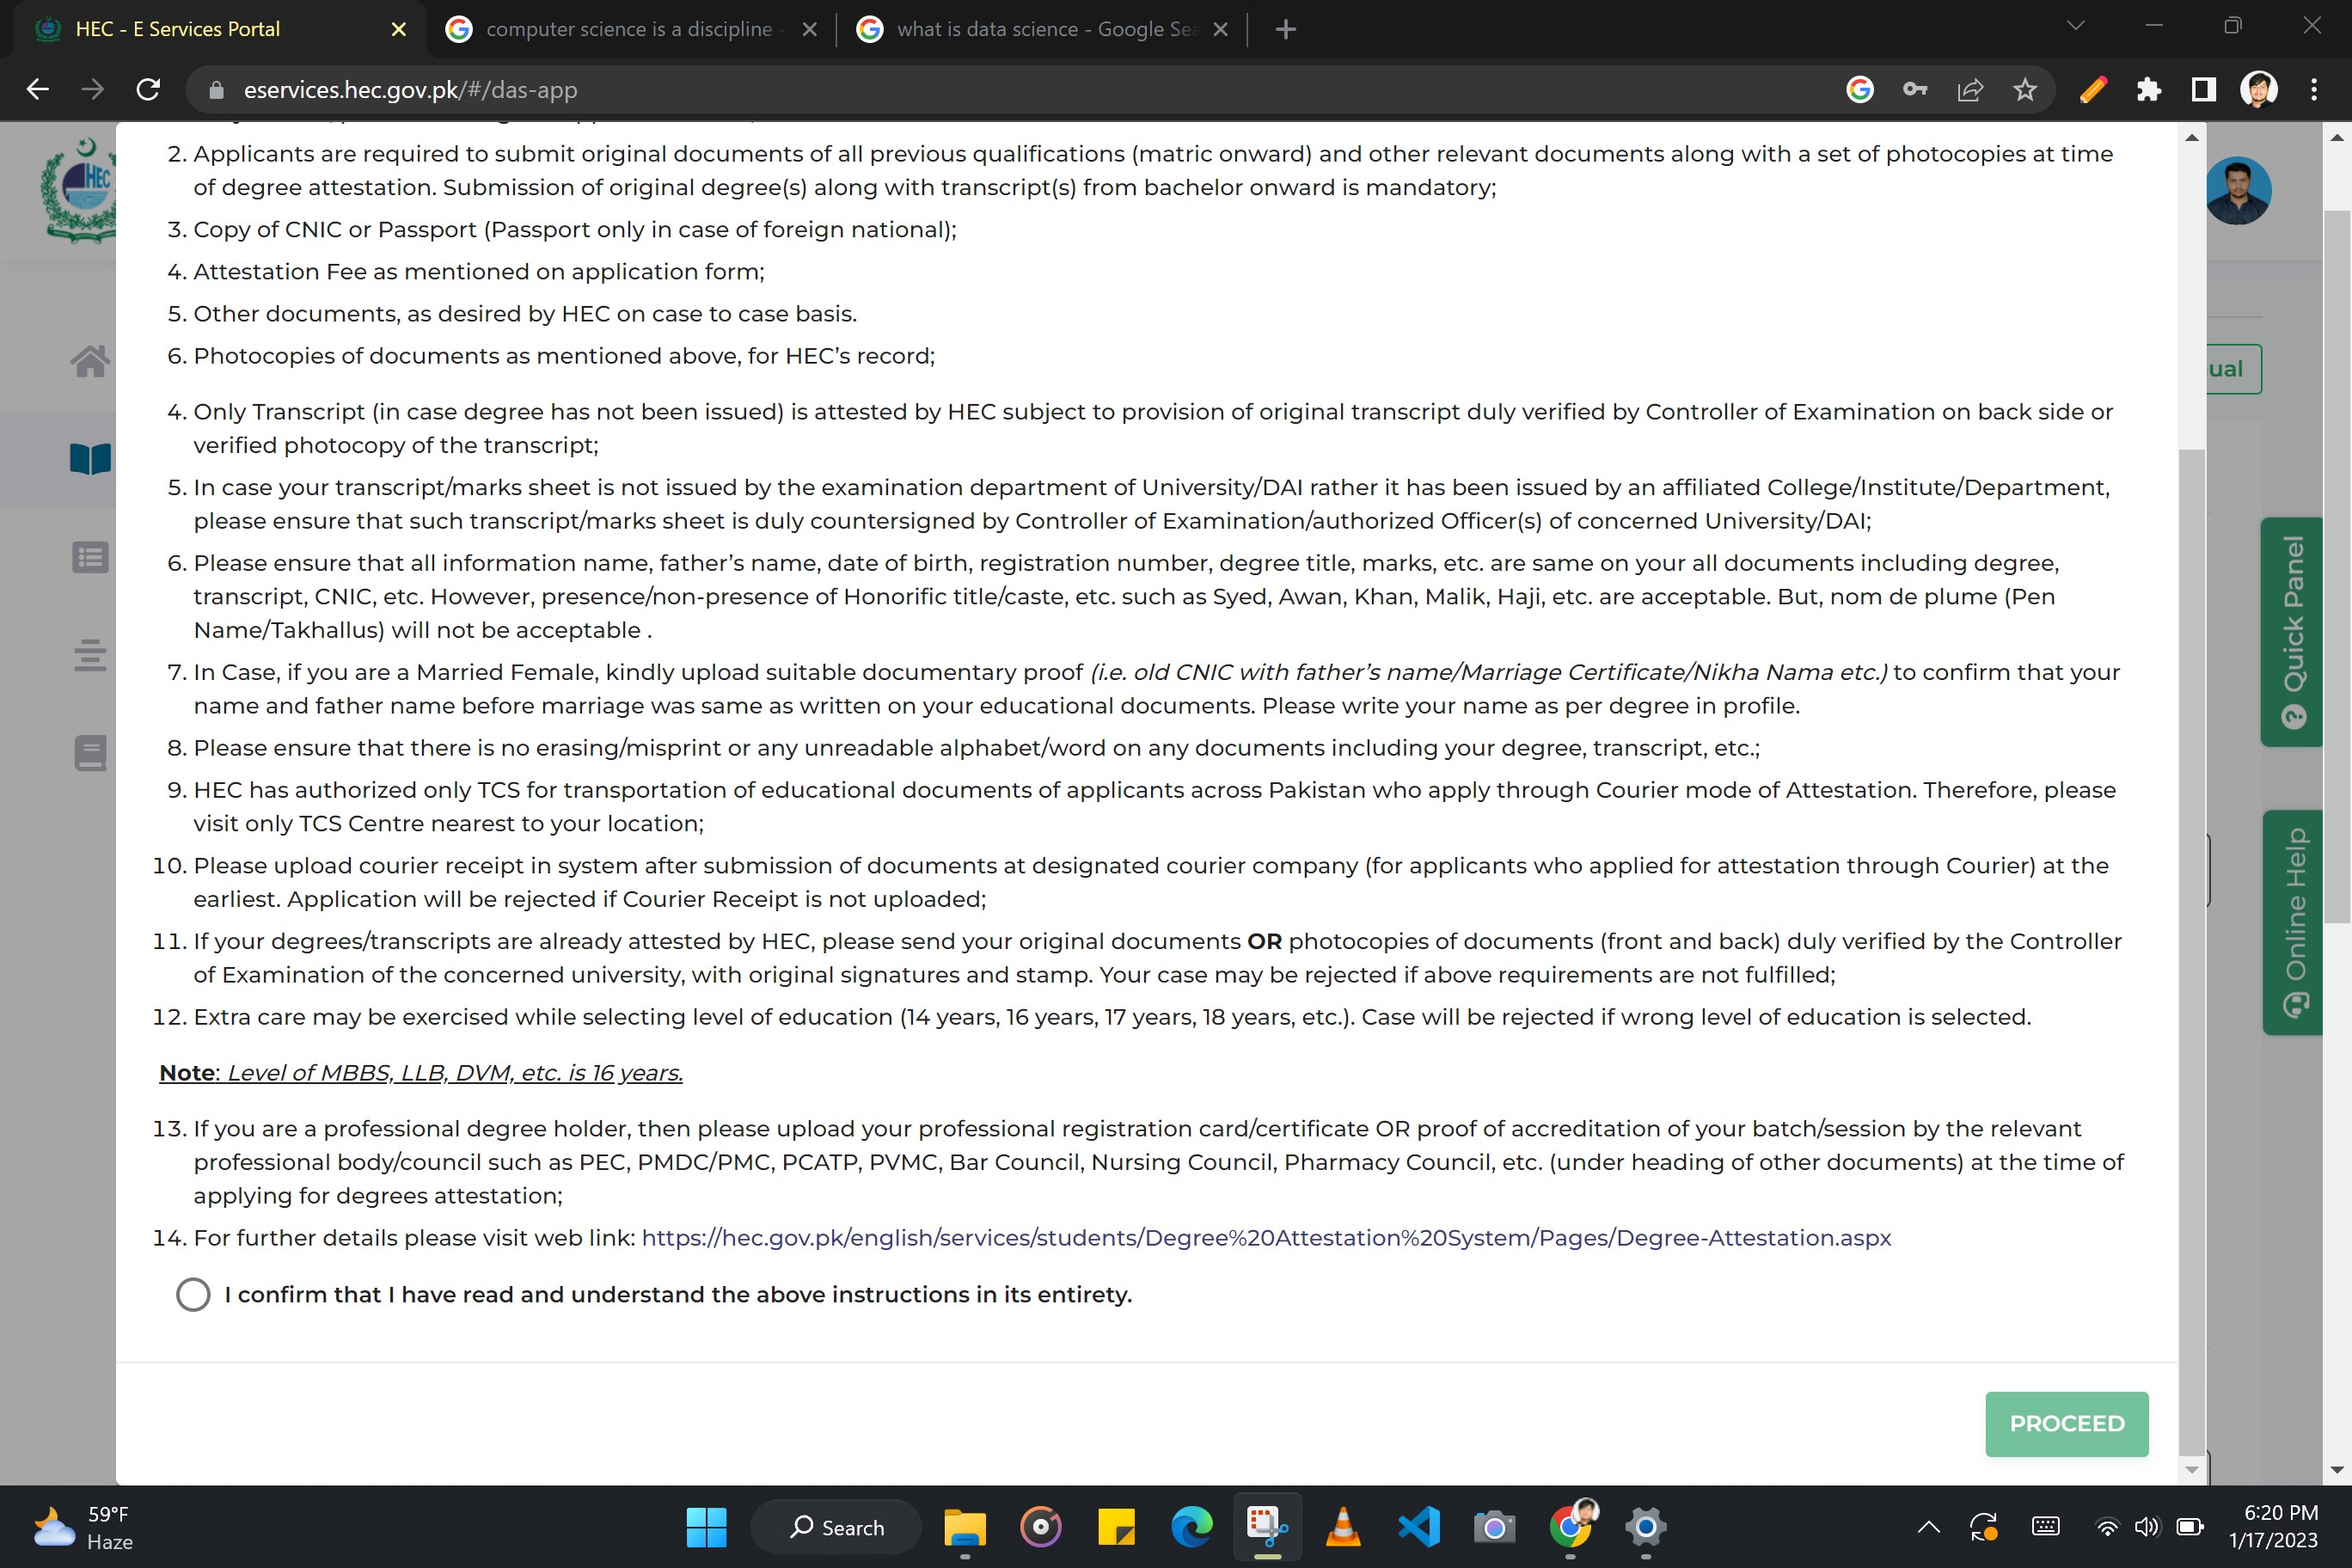 HEC - E Services Portal
computer science is a discipline -
what is data science - Google Sea
eservices.hec.gov.pk/#/das-app
HEC
2. Applicants are required to submit original documents of all previous qualifications (matric onward) and other relevant documents along with a set of photocopies at time
of degree attestation. Submission of original degree(s) along with transcript(s) from bachelor onward is mandatory;
3. Copy of CNIC or Passport (Passport only in case of foreign national);
4. Attestation Fee as mentioned on application form;
5. Other documents, as desired by HEC on case to case basis.
6. Photocopies of documents as mentioned above, for HEC’s record;
ual
4. Only Transcript (in case degree has not been issued) is attested by HEC subject to provision of original transcript duly verified by Controller of Examination on back side or
verified photocopy of the transcript;
5. In case your transcript/marks sheet is not issued by the examination department of University/DAI rather it has been issued by an affiliated College/Institute/Department,
please ensure that such transcript/marks sheet is duly countersigned by Controller of Examination/authorized Officer(s) of concerned University/DAI;
6. Please ensure that all information name, father’s name, date of birth, registration number, degree title, marks, etc. are same on your all documents including degree,
transcript, CNIC, etc. However, presence/non-presence of Honorific title/caste, etc. such as Syed, Awan, Khan, Malik, Haji, etc. are acceptable. But, nom de plume (Pen
Name/Takhallus) will not be acceptable .
7. In Case, if you are a Married Female, kindly upload suitable documentary proof (i.e. old CNIC with father’s name/Marriage Certificate/Nikha Nama etc.) to confirm that your
name and father name before marriage was same as written on your educational documents. Please write your name as per degree in profile.
8. Please ensure that there is no erasing/misprint or any unreadable alphabet/word on any documents including your degree, transcript, etc.;
9. HEC has authorized only TCS for transportation of educational documents of applicants across Pakistan who apply through Courier mode of Attestation. Therefore, please
visit only TCS Centre nearest to your location;
10. Please upload courier receipt in system after submission of documents at designated courier company (for applicants who applied for attestation through Courier) at the
earliest. Application will be rejected if Courier Receipt is not uploaded;
11. If your degrees/transcripts are already attested by HEC, please send your original documents OR photocopies of documents (front and back) duly verified by the Controller
of Examination of the concerned university, with original signatures and stamp. Your case may be rejected if above requirements are not fulfilled;
12. Extra care may be exercised while selecting level of education (14 years, 16 years, 17 years, 18 years, etc.). Case will be rejected if wrong level of education is selected.
Note: Level of MBBS, LLB, DVM, etc. is 16 years.
13. If you are a professional degree holder, then please upload your professional registration card/certificate OR proof of accreditation of your batch/session by the relevant
professional body/council such as PEC, PMDC/PMC, PCATP, PVMC, Bar Council, Nursing Council, Pharmacy Council, etc. (under heading of other documents) at the time of
applying for degrees attestation;
14. For further details please visit web link: https://hec.gov.pk/english/services/students/Degree%20Attestation%20System/Pages/Degree-Attestation.aspx
I confirm that I have read and understand the above instructions in its entirety.
PROCEED
Quick Panel
Online Help
59°F
Haze
Search
6:20 PM
1/17/2023